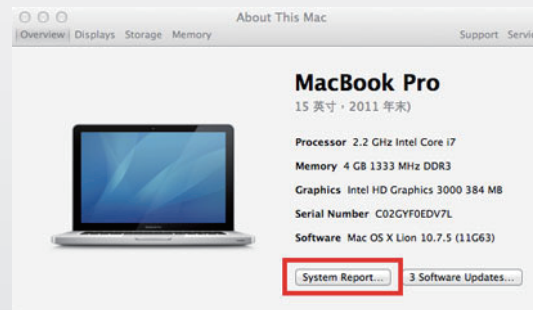 About This Mac
Overview Displays Storage Memory Support Servi
MacBook Pro
15 英寸，2011 年末)
Processor 2.2 GHz Intel Core i7
Memory 4 GB 1333 MHz DDR3
Graphics Intel HD Graphics 3000 384 MB
Serial Number C02GYF0EDV7L
Software Mac OS X Lion 10.7.5 (11G63)
System Report... 3 Software Updates...